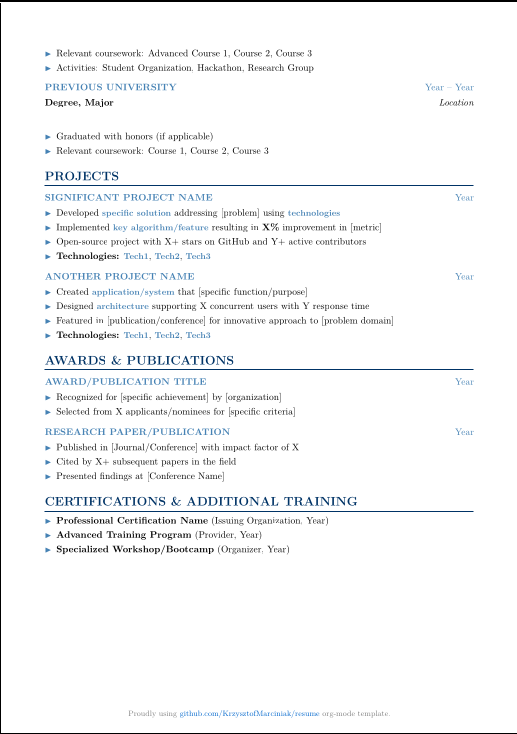 ► Relevant coursework: Advanced Course 1, Course 2, Course 3
► Activities: Student Organization, Hackathon, Research Group
PREVIOUS UNIVERSITY Year – Year
Degree, Major Location
► Graduated with honors (if applicable)
► Relevant coursework: Course 1, Course 2, Course 3
PROJECTS
SIGNIFICANT PROJECT NAME Year
► Developed specific solution addressing [problem] using technologies
► Implemented key algorithm/feature resulting in X% improvement in [metric]
► Open-source project with X+ stars on GitHub and Y+ active contributors
► Technologies: Tech1, Tech2, Tech3
ANOTHER PROJECT NAME Year
► Created application/system that [specific function/purpose]
► Designed architecture supporting X concurrent users with Y response time
► Featured in [publication/conference] for innovative approach to [problem domain]
► Technologies: Tech1, Tech2, Tech3
AWARDS & PUBLICATIONS
AWARD/PUBLICATION TITLE Year
► Recognized for [specific achievement] by [organization]
► Selected from X applicants/nominees for [specific criteria]
RESEARCH PAPER/PUBLICATION Year
► Published in [Journal/Conference] with impact factor of X
► Cited by X+ subsequent papers in the field
► Presented findings at [Conference Name]
CERTIFICATIONS & ADDITIONAL TRAINING
► Professional Certification Name (Issuing Organization, Year)
► Advanced Training Program (Provider, Year)
► Specialized Workshop/Bootcamp (Organizer, Year)
Proudly using github.com/KrzysztofMarciniak/resume org-mode template.